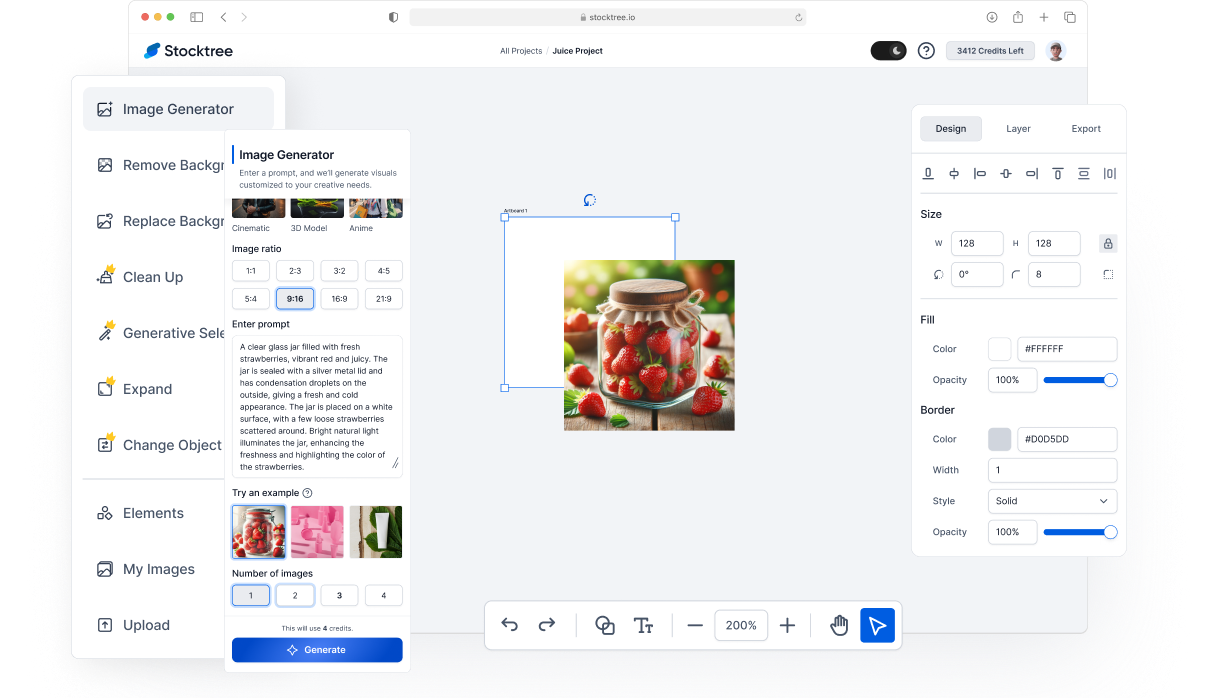 stocktree.io
Stocktree
All Projects / Juice Project
3412 Credits Left
Image Generator
Remove Backgr
Replace Backgr
Clean Up
Generative Sele
Expand
Change Object
Elements
My Images
Upload
Image Generator
Enter a prompt, and we'll generate visuals
customized to your creative needs.
Cinematic 3D Model Anime
Image ratio
1:1 2:3 3:2 4:5
5:4 9:16 16:9 21:9
Enter prompt
A clear glass jar filled with fresh
strawberries, vibrant red and juicy. The
jar is sealed with a silver metal lid and
has condensation droplets on the
outside, giving a fresh and cold
appearance. The jar is placed on a white
surface, with a few loose strawberries
scattered around. Bright natural light
illuminates the jar, enhancing the
freshness and highlighting the color of
the strawberries.
Try an example ?
Number of images
1 2 3 4
This will use 4 credits.
Generate
Artboard 1
200%
Design Layer Export
Size
W 128 H 128
0° 8
Fill
Color #FFFFFF
Opacity 100%
Border
Color #D0D5DD
Width 1
Style Solid
Opacity 100%